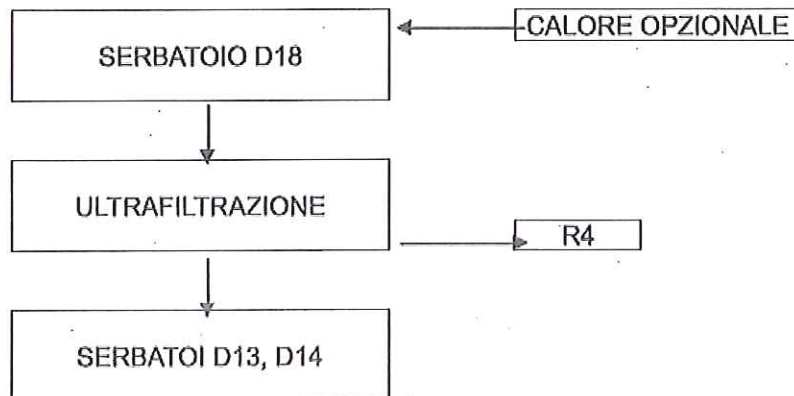 CALORE OPZIONALE
SERBATOIO D18
ULTRAFILTRAZIONE
R4
SERBATOI D13, D14